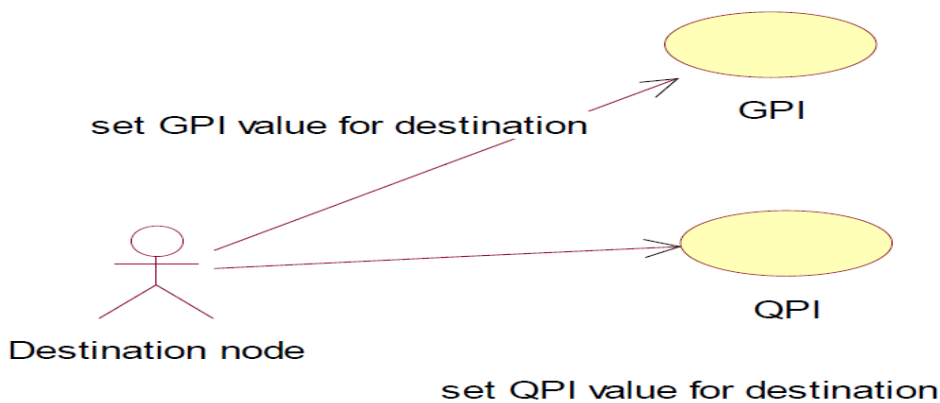 GPI
set GPI value for destination
QPI
Destination node
set QPI value for destination